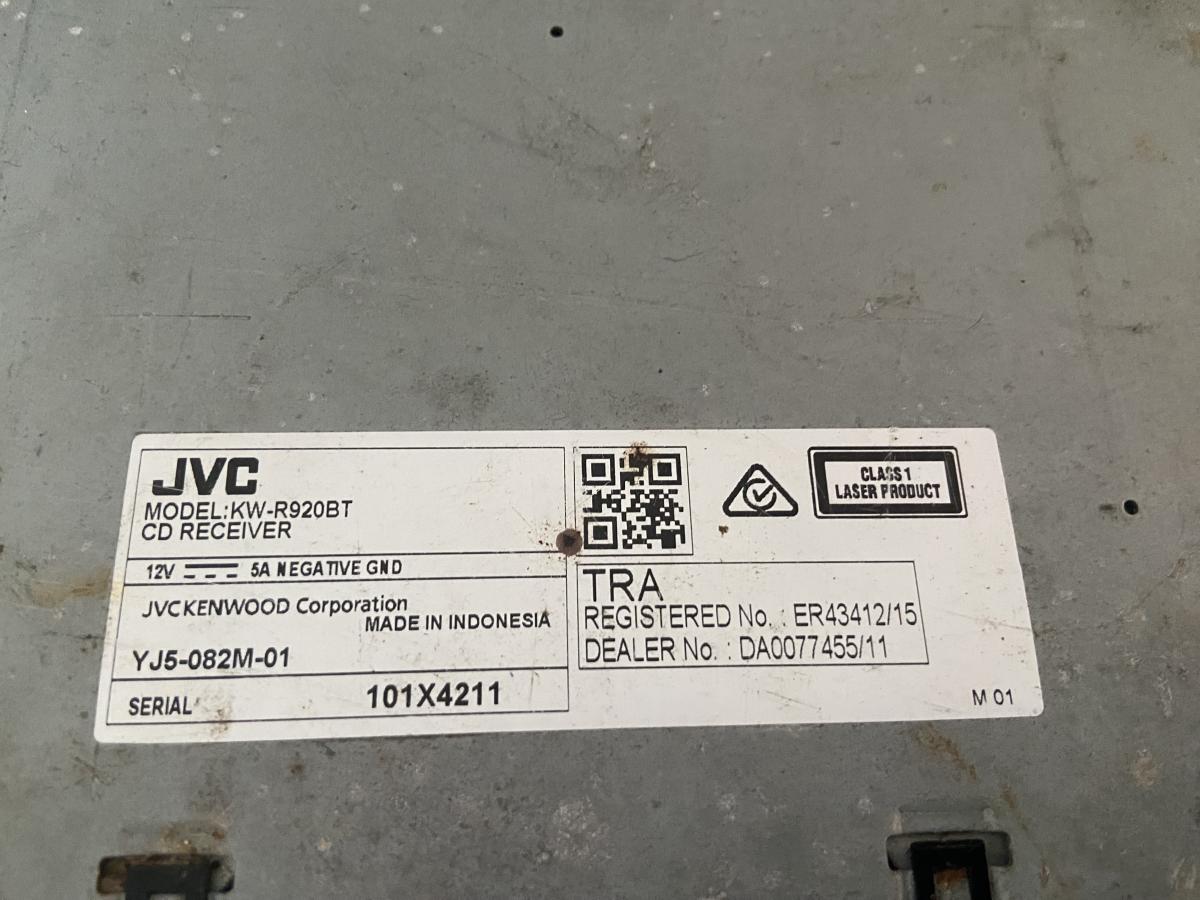 JVC
MODEL:KW-R920BT
CD RECEIVER
12V 5A NEGATIVE GND
JVCKENWOOD Corporation
MADE IN INDONESIA
YJ5-082M-01
SERIAL 101X4211
CLASS 1
LASER PRODUCT
TRA
REGISTERED No. : ER43412/15
DEALER No. : DA0077455/11
M 01